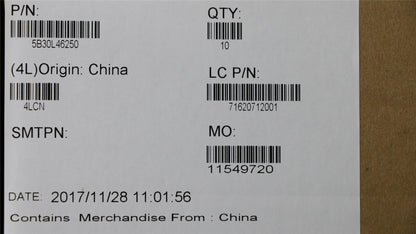 P/N:
QTY:
5B30L46250
10
(4L)Origin: China
LC P/N:
4LCN
71620712001
SMTPN:
MO:
11549720
DATE: 2017/11/28 11:01:56
Contains Merchandise From : China